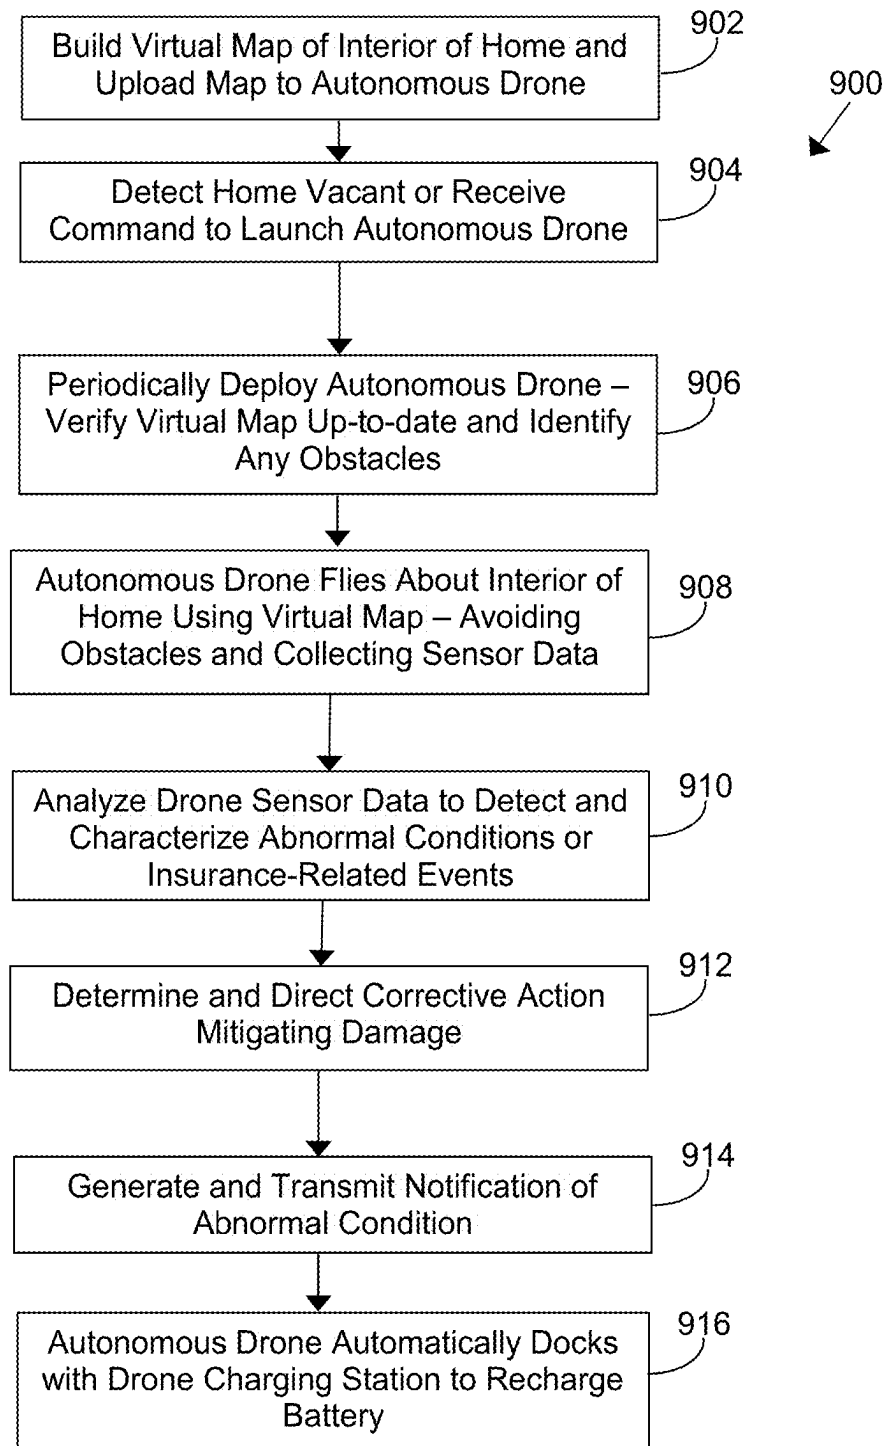 Build Virtual Map of Interior of Home and
Upload Map to Autonomous Drone
902
900
Detect Home Vacant or Receive
Command to Launch Autonomous Drone
904
Periodically Deploy Autonomous Drone –
Verify Virtual Map Up-to-date and Identify
Any Obstacles
906
Autonomous Drone Flies About Interior of
Home Using Virtual Map – Avoiding
Obstacles and Collecting Sensor Data
908
Analyze Drone Sensor Data to Detect and
Characterize Abnormal Conditions or
Insurance-Related Events
910
Determine and Direct Corrective Action
Mitigating Damage
912
Generate and Transmit Notification of
Abnormal Condition
914
Autonomous Drone Automatically Docks
with Drone Charging Station to Recharge
Battery
916